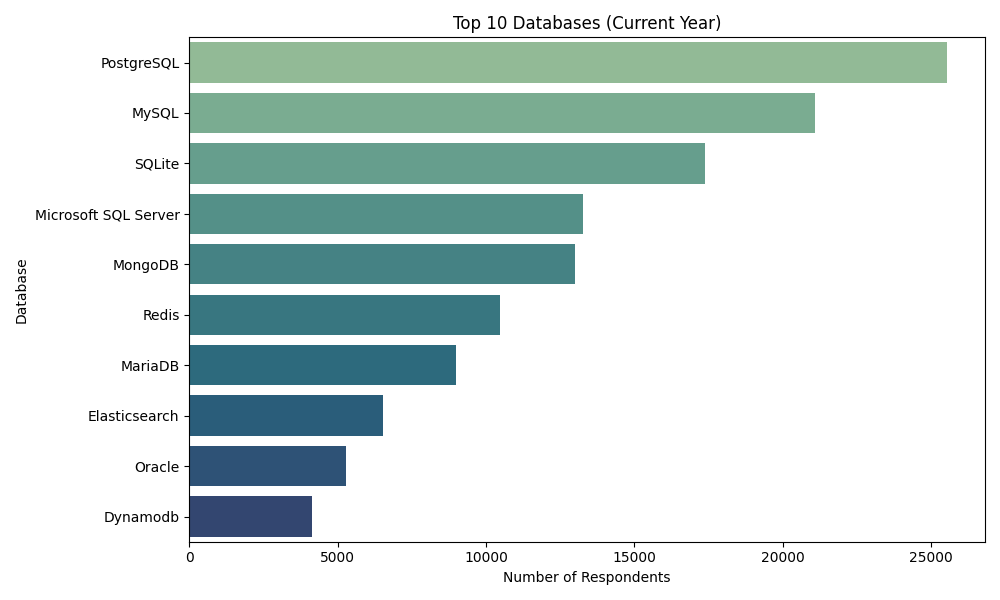 Top 10 Databases (Current Year)
PostgreSQL
MySQL
SQLite
Microsoft SQL Server
MongoDB
Redis
MariaDB
Elasticsearch
Oracle
Dynamodb
Database
0 5000 10000 15000 20000 25000
Number of Respondents